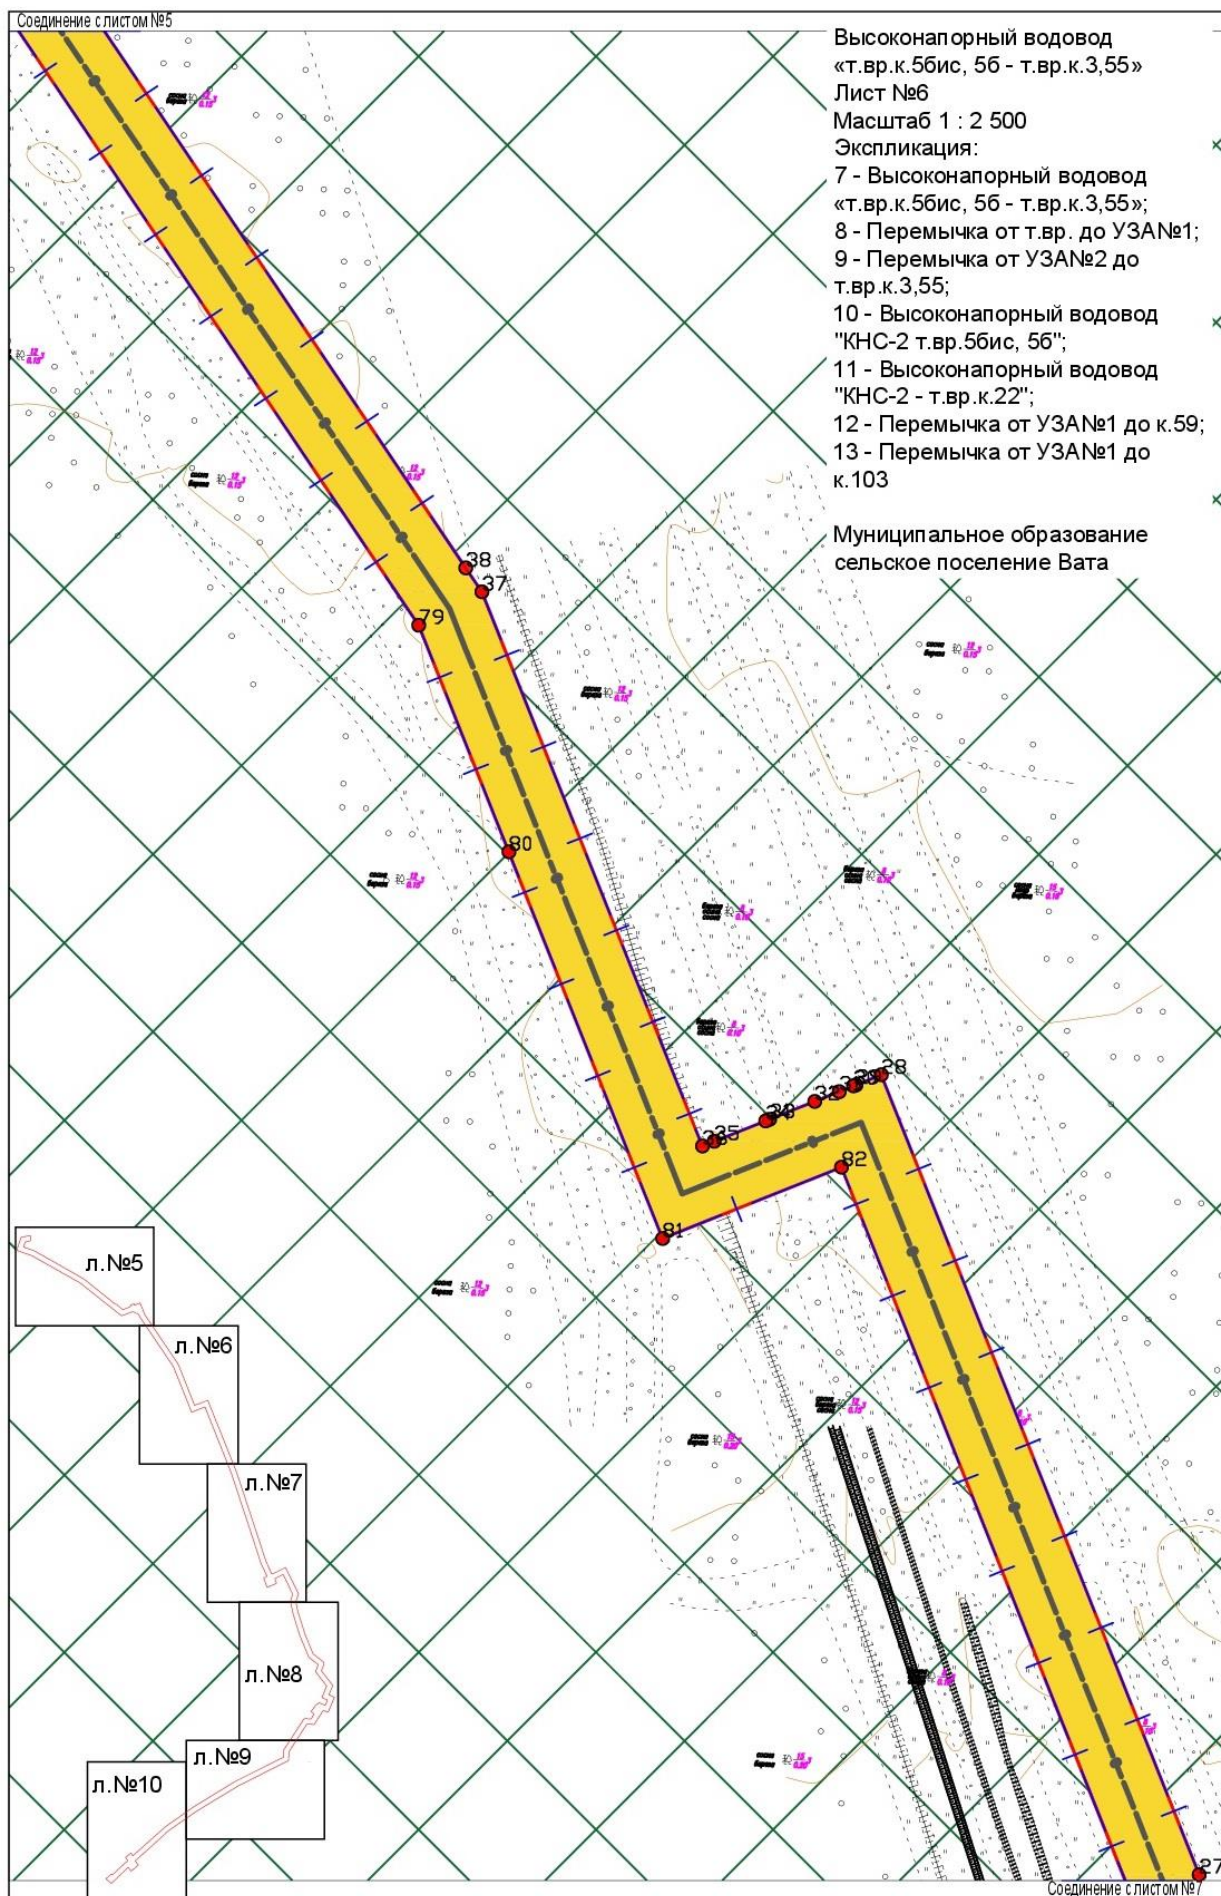 Соединение с листом №5
Высоконапорный водовод
«т.вр.к.5бис, 5б - т.вр.к.3,55»
Лист №6
Масштаб 1 : 2 500
Экспликация:
7 - Высоконапорный водовод
«т.вр.к.5бис, 5б - т.вр.к.3,55»;
8 - Перемычка от т.вр. до УЗА№1;
9 - Перемычка от УЗА№2 до
т.вр.к.3,55;
10 - Высоконапорный водовод
"КНС-2 т.вр.5бис, 5б";
11 - Высоконапорный водовод
"КНС-2 - т.вр.к.22";
12 - Перемычка от УЗА№1 до к.59;
13 - Перемычка от УЗА№1 до
к.103
Муниципальное образование
сельское поселение Вата
38
37
79
80
28
32
35
82
81
27
л.№5
л.№6
л.№7
л.№8
л.№9
л.№10
Соединение с листом №7